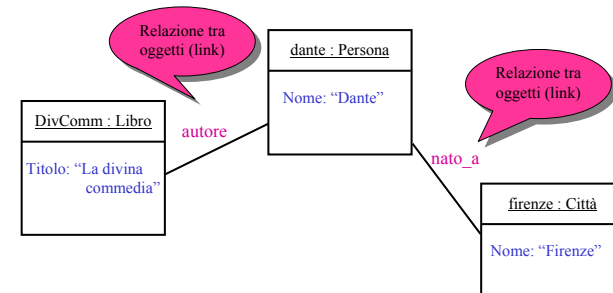 Relazione tra
oggetti (link)
dante : Persona
Nome: “Dante”
Relazione tra
oggetti (link)
DivComm : Libro
autore
Titolo: “La divina
commedia”
nato_a
firenze : Città
Nome: “Firenze”